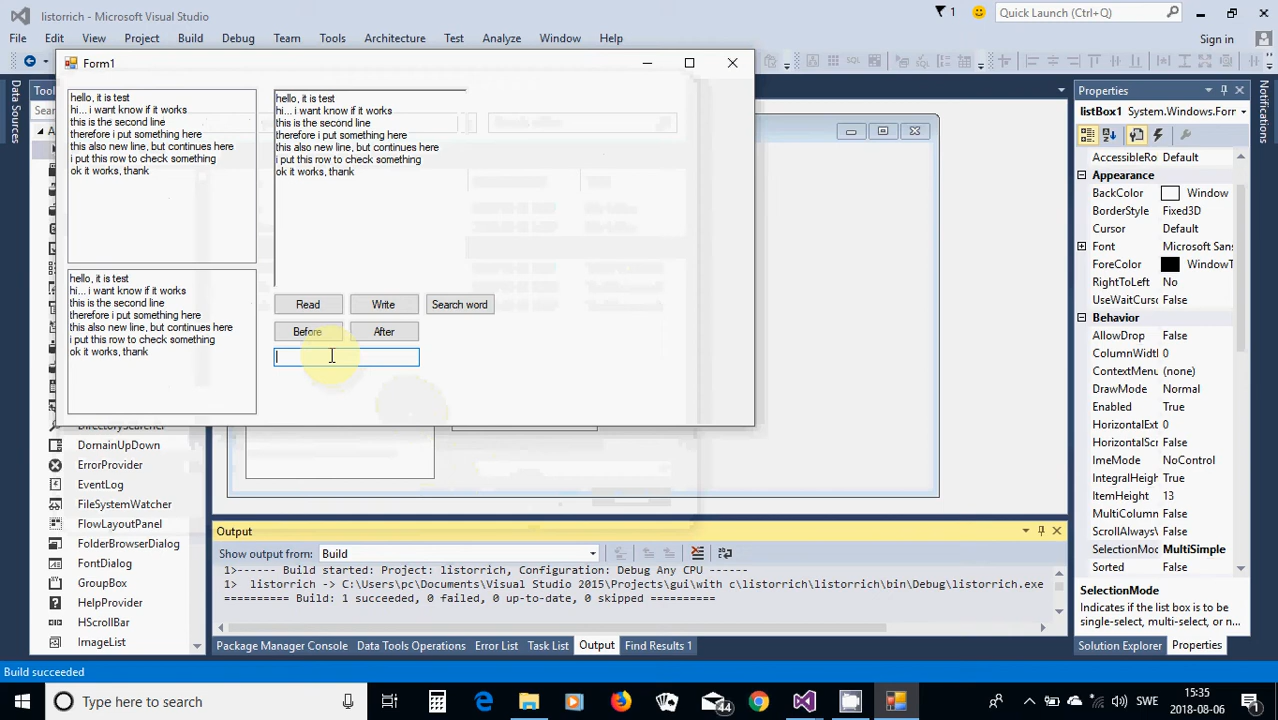 listorrich - Microsoft Visual Studio
1
Quick Launch (Ctrl+Q)
File Edit View Project Build Debug Team Tools Architecture Test Analyze Window Help
Sign in
Form1
Data Sources
Properties
listBox1 System.Windows.Forn
AccessibleRo Default
Appearance
BackColor Window
BorderStyle Fixed3D
Cursor Default
Font Microsoft Sans
ForeColor WindowT
RightToLeft No
UseWaitCurs False
Behavior
AllowDrop False
ColumnWidth 0
ContextMenu (none)
DrawMode Normal
Enabled True
HorizontalExt 0
HorizontalSc False
ImeMode NoControl
IntegralHeigh True
ItemHeight 13
MultiColumn False
ScrollAlways False
SelectionMod MultiSimple
Sorted False
SelectionMode
Indicates if the list box is to be
single-select, multi-select, or n...
Solution Explorer Properties
Notifications
hello, it is test
hi... i want know if it works
this is the second line
therefore i put something here
this also new line, but continues here
i put this row to check something
ok it works, thank
hello, it is test
hi... i want know if it works
this is the second line
therefore i put something here
this also new line, but continues here
i put this row to check something
ok it works, thank
hello, it is test
hi... i want know if it works
this is the second line
therefore i put something here
this also new line, but continues here
i put this row to check something
ok it works, thank
Read Write Search word
Before After
DirectorySearcher
DomainUpDown
ErrorProvider
EventLog
FileSystemWatcher
FlowLayoutPanel
FolderBrowserDialog
FontDialog
GroupBox
HelpProvider
HScrollBar
ImageList
Output
Show output from: Build
1>------ Build started: Project: listorrich, Configuration: Debug Any CPU ------
1> listorrich -> C:\Users\pc\Documents\Visual Studio 2015\Projects\gui\with c\listorrich\listorrich\bin\Debug\listorrich.exe
========== Build: 1 succeeded, 0 failed, 0 up-to-date, 0 skipped ==========
Package Manager Console Data Tools Operations Error List Task List Output Find Results 1
Build succeeded
Type here to search
44
SWE
15:35
2018-08-06
1